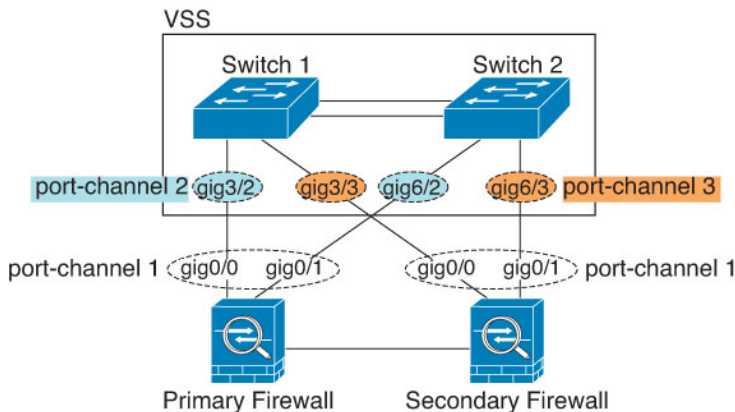 VSS
Switch 1
Switch 2
port-channel 2
gig3/2
gig3/3
gig6/2
gig6/3
port-channel 3
port-channel 1
gig0/0
gig0/1
gig0/0
gig0/1
port-channel 1
Primary Firewall
Secondary Firewall